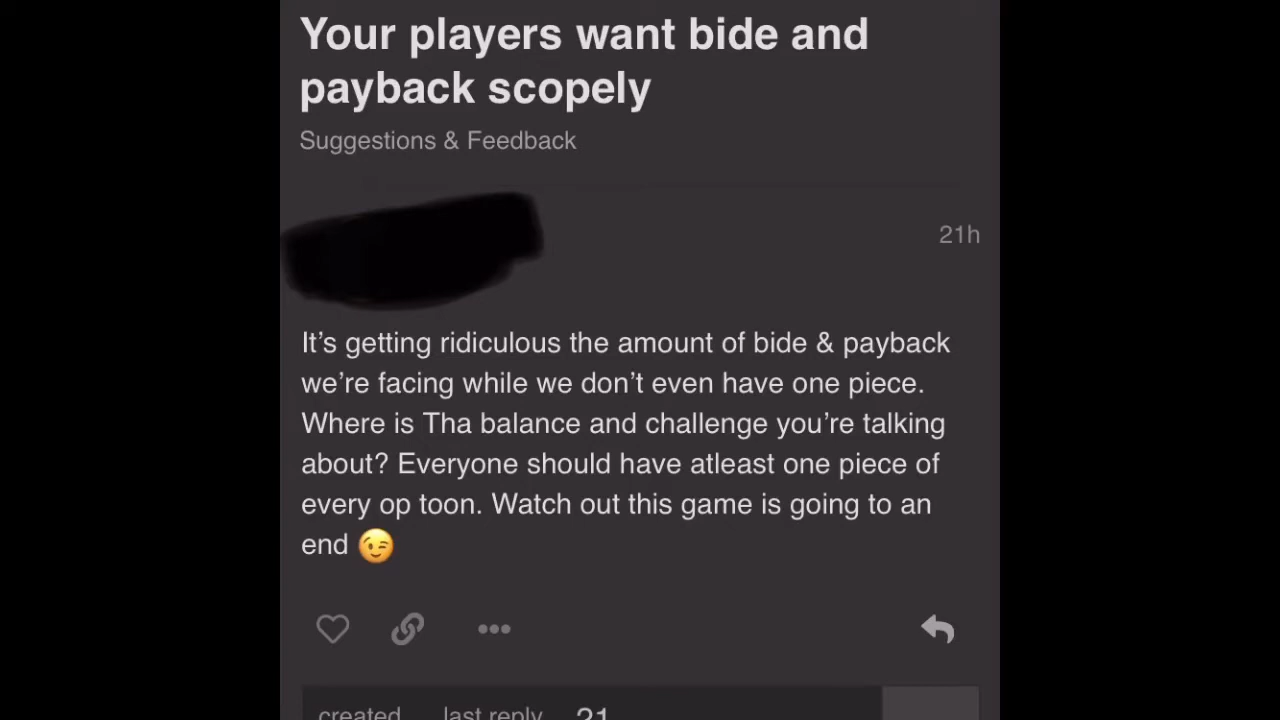 Your players want bide and
payback scopely
Suggestions & Feedback
21h
It’s getting ridiculous the amount of bide & payback
we’re facing while we don’t even have one piece.
Where is Tha balance and challenge you’re talking
about? Everyone should have atleast one piece of
every op toon. Watch out this game is going to an
end 😉
created last reply 21